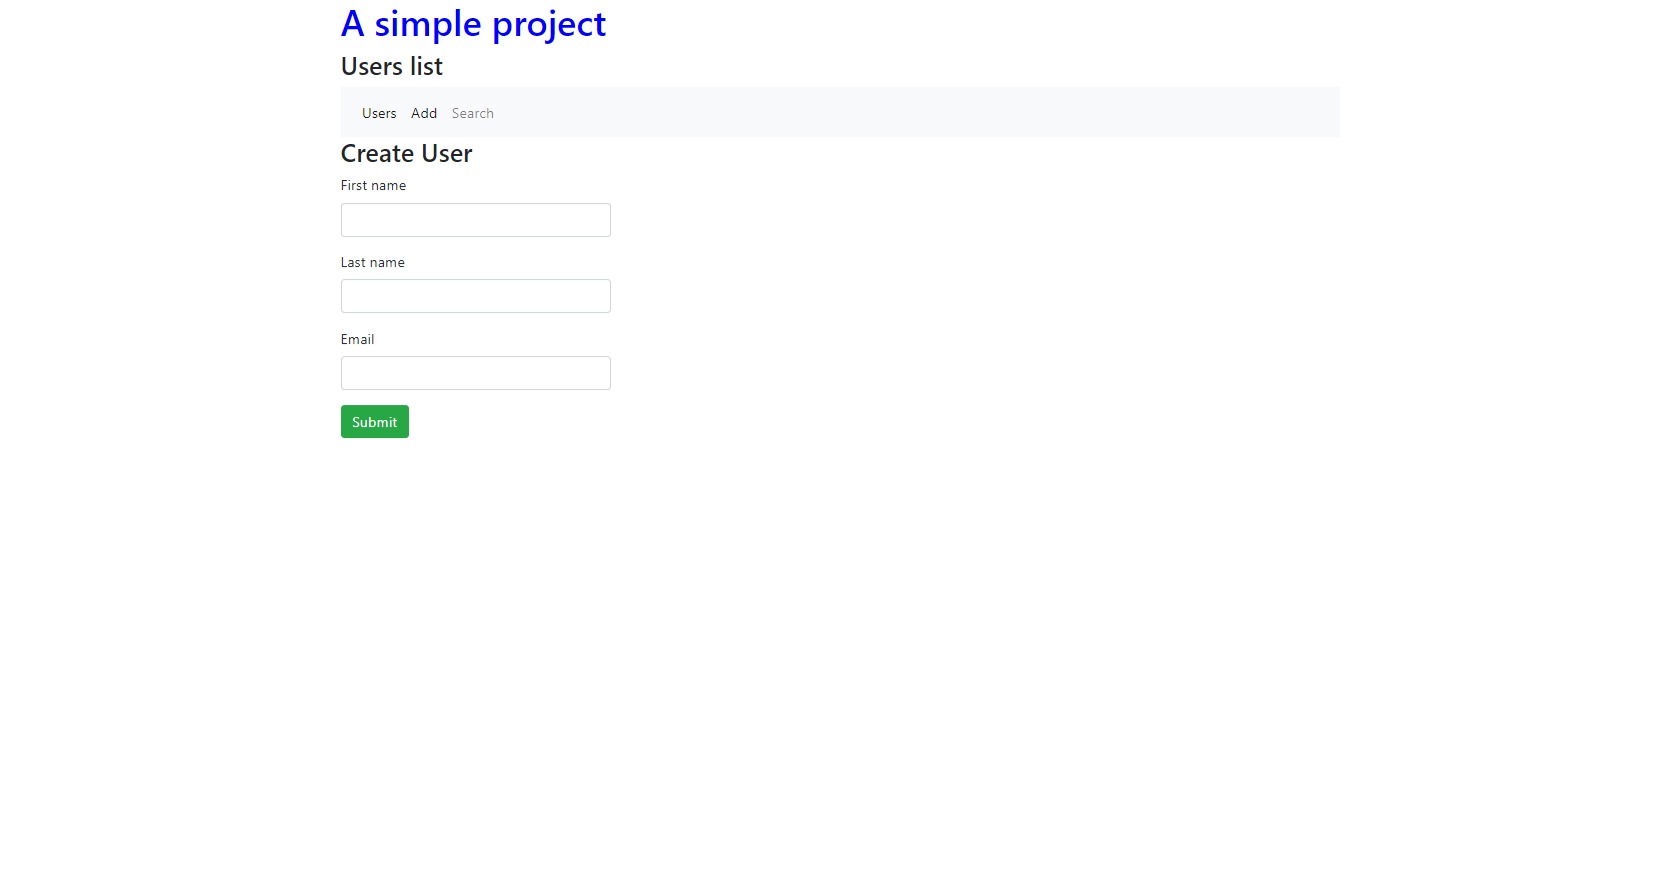 A simple project
Users list
Users Add Search
Create User
First name
Last name
Email
Submit